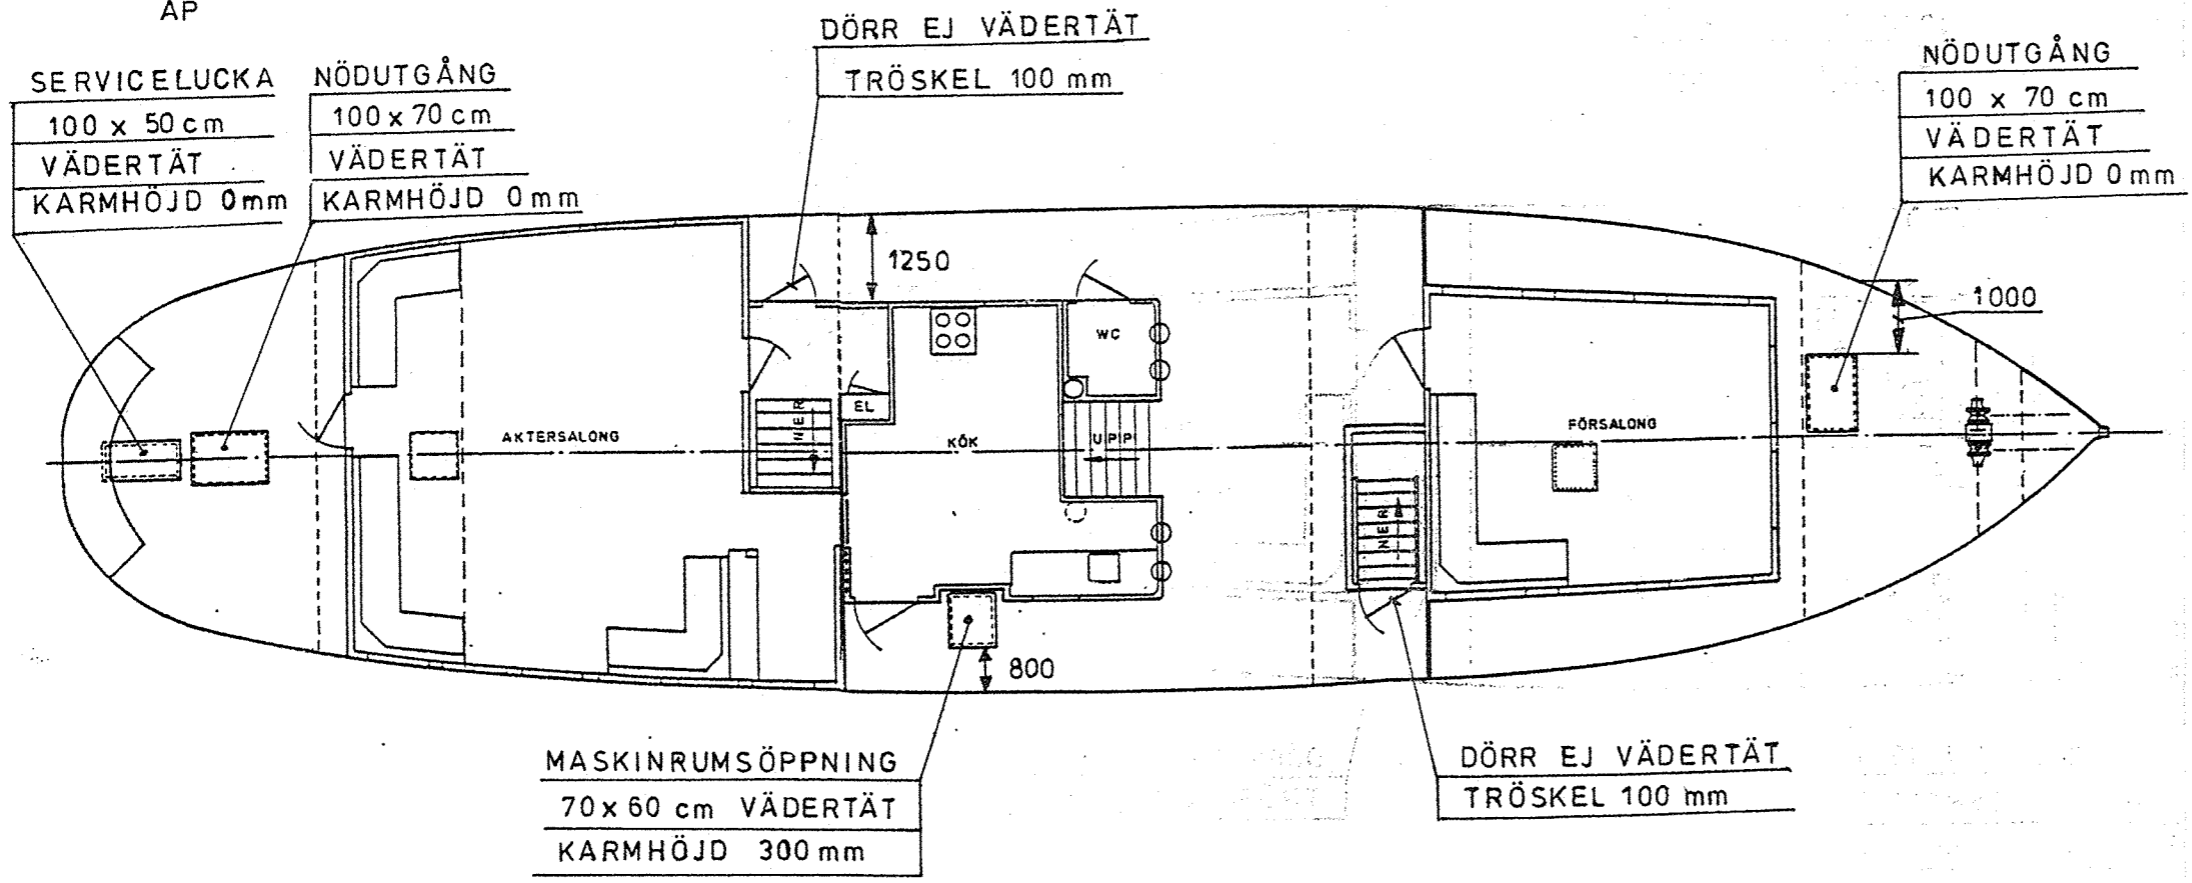 AP
SERVICELUCKA
100 x 50 cm
VÄDERTÄT
KARMHÖJD 0mm
NÖDUTGÅNG
100 x 70 cm
VÄDERTÄT
KARMHÖJD 0mm
DÖRR EJ VÄDERTÄT
TRÖSKEL 100 mm
NÖDUTGÅNG
100 x 70 cm
VÄDERTÄT
KARMHÖJD 0mm
1250
1000
WC
EL
NER
AKTERSALONG
KÖK
UPP
FÖRSALONG
NER
800
MASKINRUMSÖPPNING
70 x 60 cm VÄDERTÄT
KARMHÖJD 300 mm
DÖRR EJ VÄDERTÄT
TRÖSKEL 100 mm